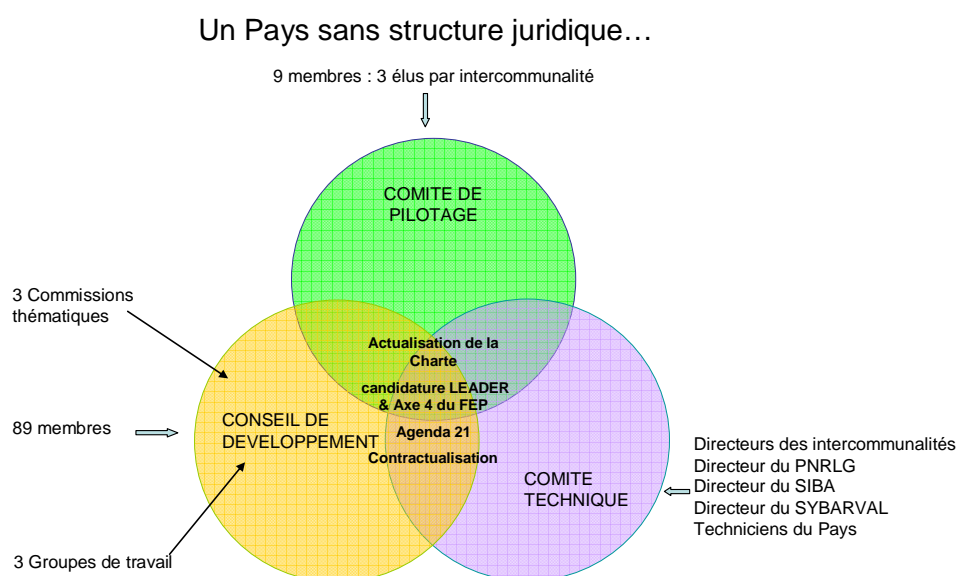 Un Pays sans structure juridique…
9 membres : 3 élus par intercommunalité
COMITE DE
PILOTAGE
3 Commissions
thématiques
Actualisation de la
Charte
candidature LEADER
& Axe 4 du FEP
Agenda 21
Contractualisation
CONSEIL DE
DEVELOPPEMENT
89 membres
COMITE
TECHNIQUE
Directeurs des intercommunalités
Directeur du PNRLG
Directeur du SIBA
Directeur du SYBARVAL
Techniciens du Pays
3 Groupes de travail